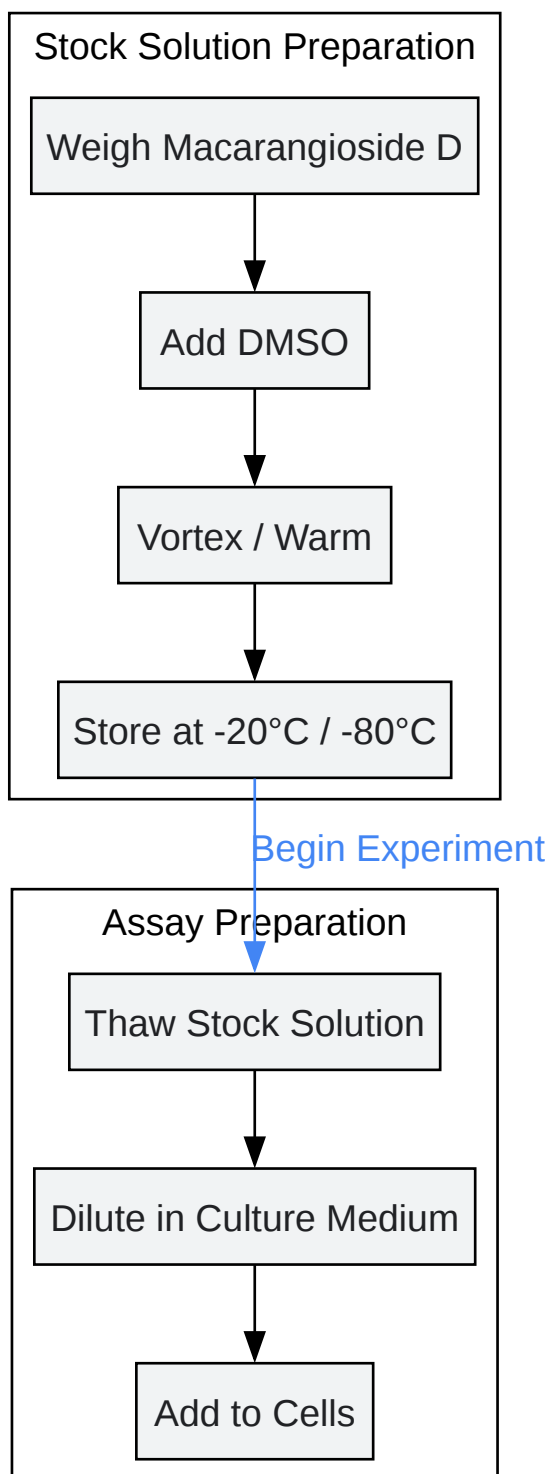 Stock Solution Preparation
Weigh Macarangioside D
Add DMSO
Vortex / Warm
Store at -20°C / -80°C
Begin Experiment
Assay Preparation
Thaw Stock Solution
Dilute in Culture Medium
Add to Cells